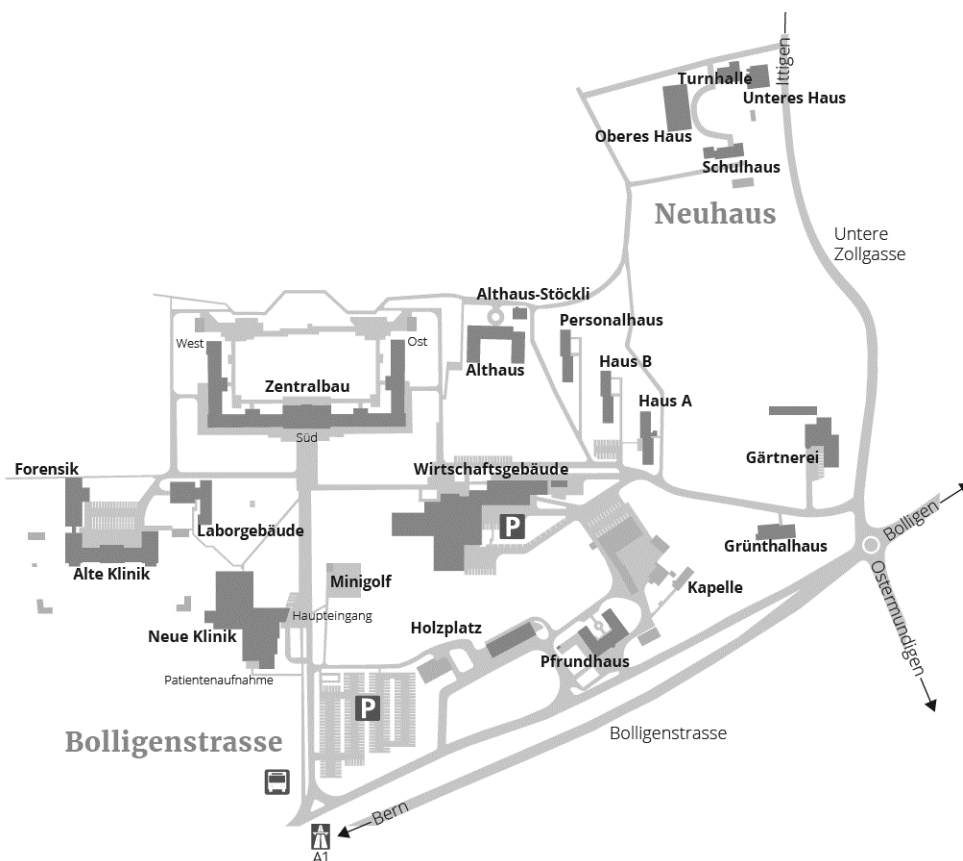 Ittigen
Turnhalle
Unteres Haus
Oberes Haus
Schulhaus
Neuhaus
Untere
Zollgasse
Althaus-Stöckli
Personalhaus
West
Ost
Althaus
Haus B
Zentralbau
Haus A
Süd
Gärtnerei
Forensik
Wirtschaftsgebäude
P
Laborgebäude
Bolligen
Grünthalhaus
Alte Klinik
Minigolf
Kapelle
Ostermundigen
Haupteingang
Neue Klinik
Holzplatz
Pfrundhaus
Patientenaufnahme
P
Bolligenstrasse
Bolligenstrasse
Bern
A1